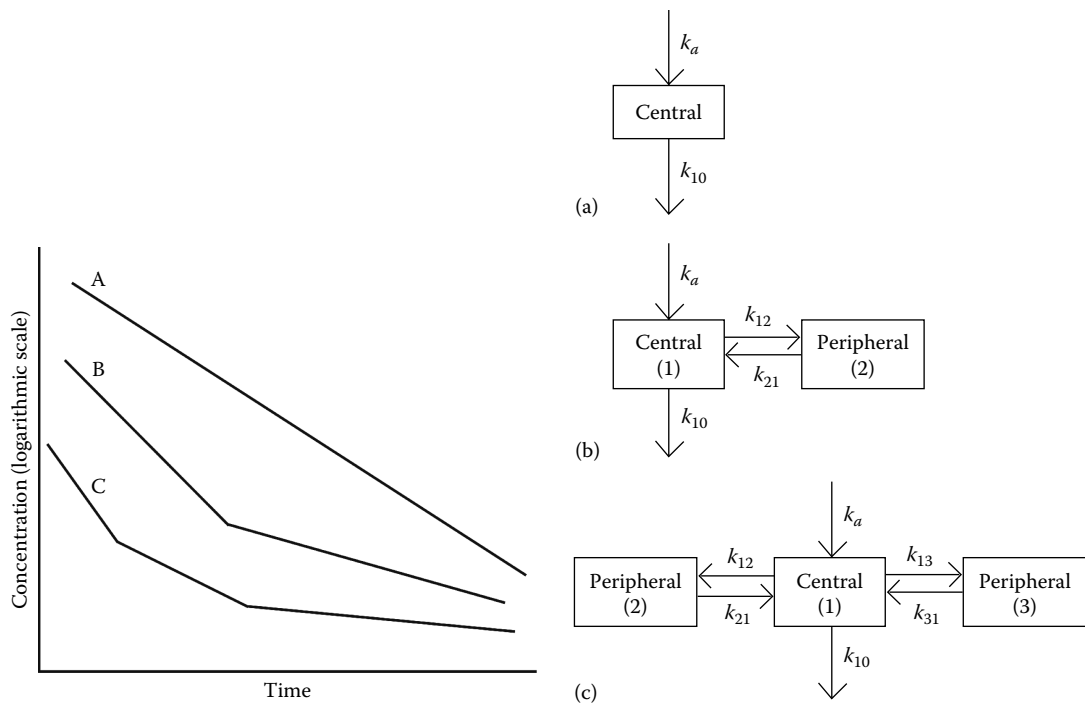 Concentration (logarithmic scale)
A
B
C
Time
k_a
Central
k_10
(a)
k_a
k_12
Central
(1)
Peripheral
(2)
k_21
k_10
(b)
k_a
k_12
k_13
Peripheral
(2)
Central
(1)
Peripheral
(3)
k_21
k_31
k_10
(c)